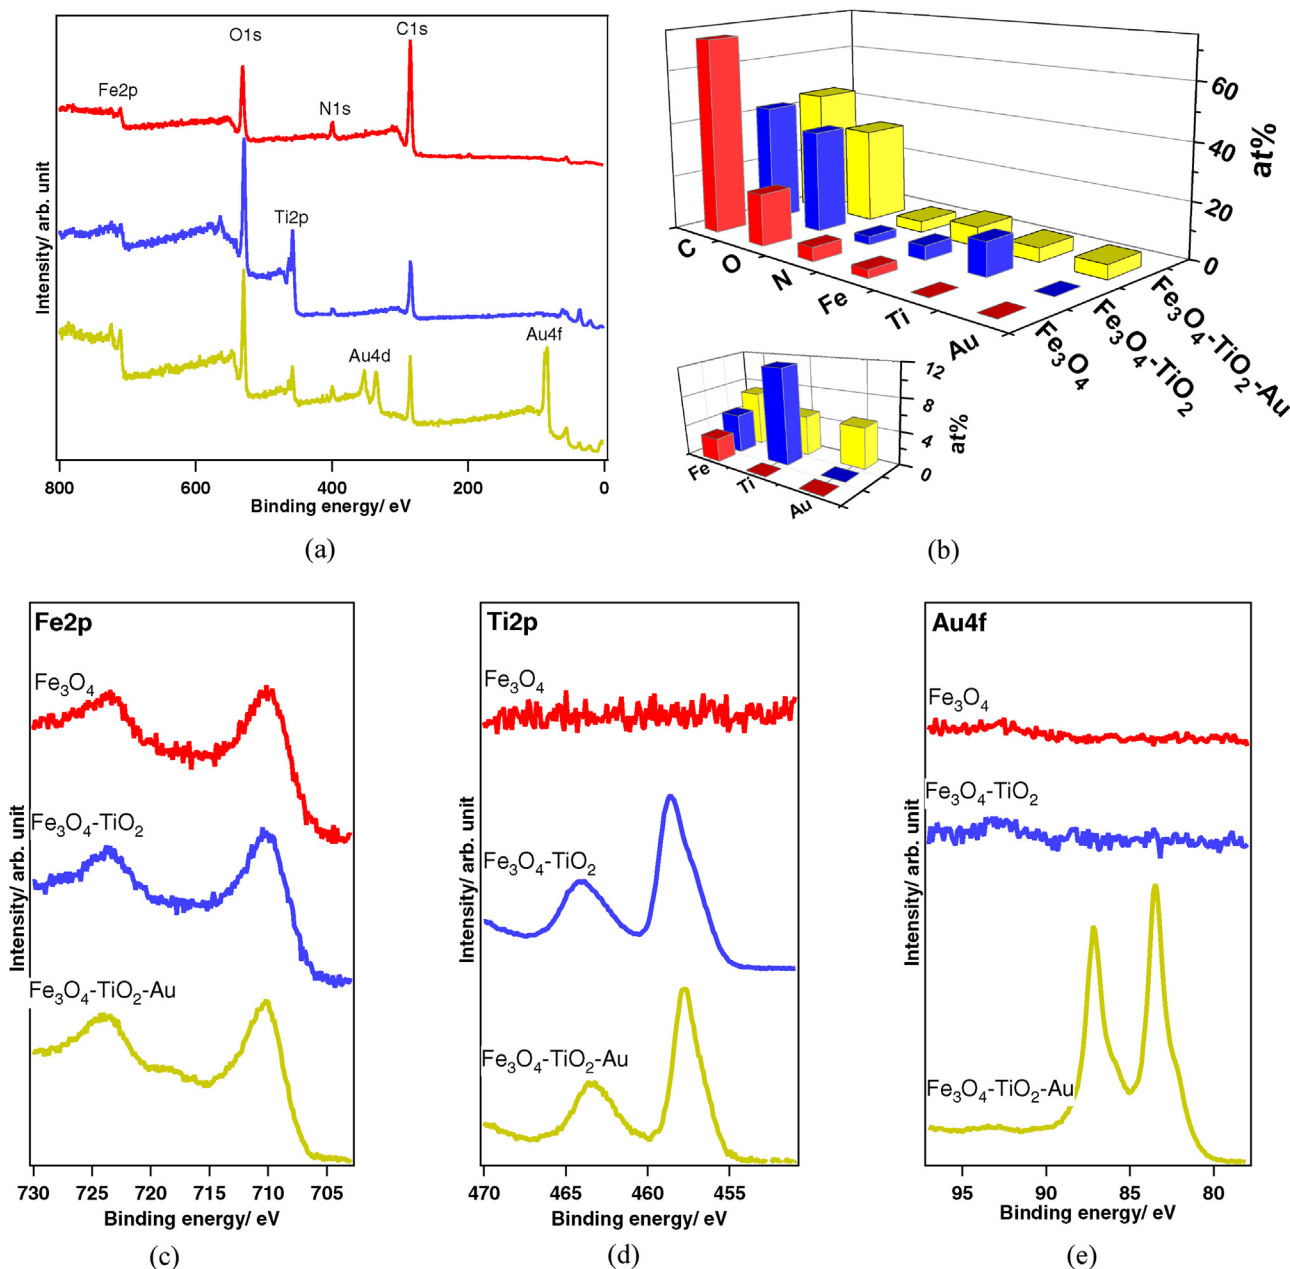 O1s
C1s
Fe2p
N1s
Ti2p
Au4d
Au4f
Intensity/ arb. unit
800 600 400 200 0
Binding energy/ eV
(a)
60
40
20
0
at%
C
O
N
Fe
Ti
Au
Fe₃O₄
Fe₃O₄-TiO₂
Fe₃O₄-TiO₂-Au
12
8
4
0
at%
Fe
Ti
Au
(b)
Fe2p
Fe₃O₄
Fe₃O₄-TiO₂
Fe₃O₄-TiO₂-Au
Intensity/ arb. unit
730 725 720 715 710 705
Binding energy/ eV
(c)
Ti2p
Fe₃O₄
Fe₃O₄-TiO₂
Fe₃O₄-TiO₂-Au
Intensity/ arb. unit
470 465 460 455
Binding energy/ eV
(d)
Au4f
Fe₃O₄
Fe₃O₄-TiO₂
Fe₃O₄-TiO₂-Au
Intensity/ arb. unit
95 90 85 80
Binding energy/ eV
(e)